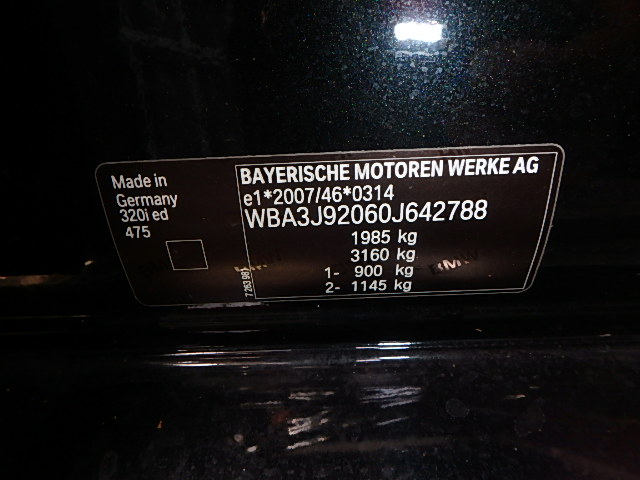 Made in
Germany
320i ed
475
BAYERISCHE MOTOREN WERKE AG
e1*2007/46*0314
WBA3J92060J642788
1985 kg
3160 kg
1- 900 kg
2- 1145 kg
BMW